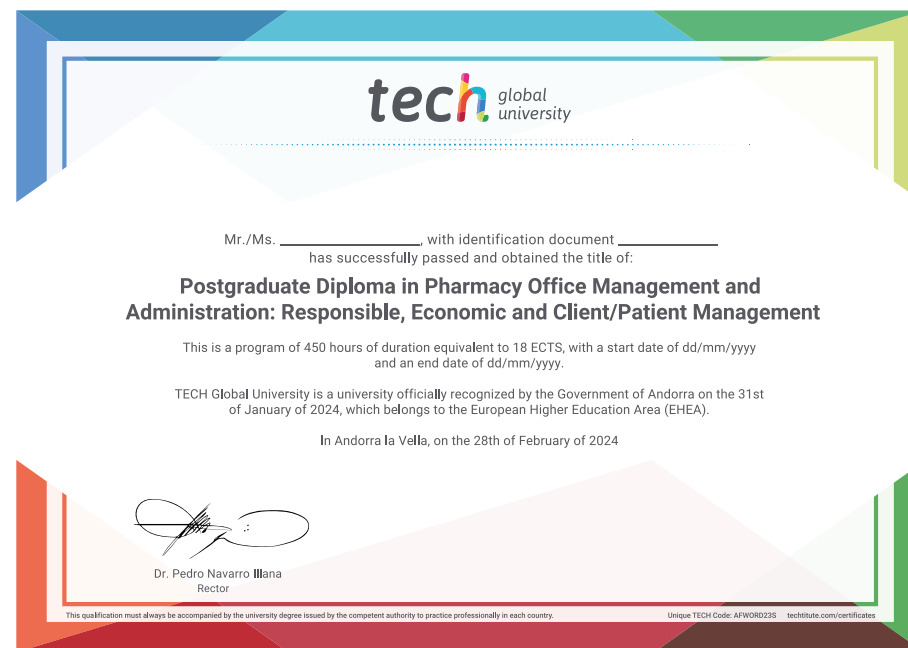 tech global university
Mr./Ms. ____________________, with identification document ______________
has successfully passed and obtained the title of:
Postgraduate Diploma in Pharmacy Office Management and
Administration: Responsible, Economic and Client/Patient Management
This is a program of 450 hours of duration equivalent to 18 ECTS, with a start date of dd/mm/yyyy
and an end date of dd/mm/yyyy.
TECH Global University is a university officially recognized by the Government of Andorra on the 31st
of January of 2024, which belongs to the European Higher Education Area (EHEA).
In Andorra la Vella, on the 28th of February of 2024
Dr. Pedro Navarro Illana
Rector
This qualification must always be accompanied by the university degree issued by the competent authority to practice professionally in each country.
Unique TECH Code: AFWORD23S techtitute.com/certificates